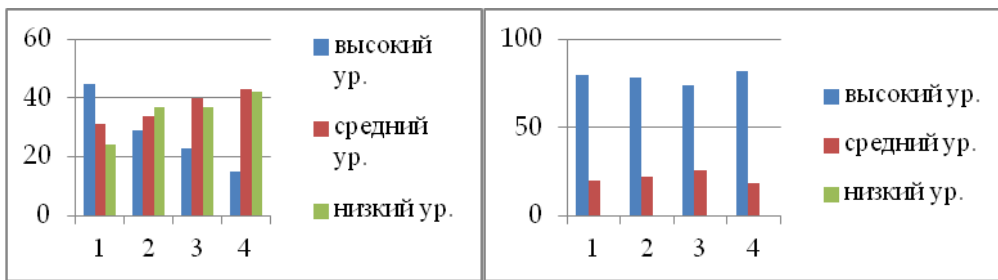 60
40
20
0
1 2 3 4
высокий
ур.
средний
ур.
низкий ур.
100
50
0
1 2 3 4
высокий ур.
средний ур.
низкий ур.